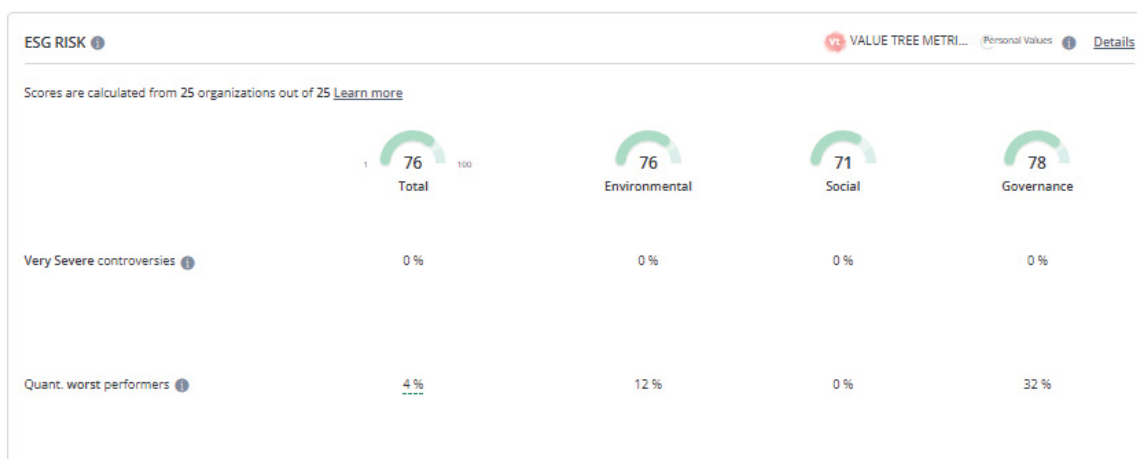 ESG RISK i Vt VALUE TREE METRI... Personal Values i Details
Scores are calculated from 25 organizations out of 25 Learn more
1 76 100 76 71 78
Total Environmental Social Governance
Very Severe controversies i 0 % 0 % 0 % 0 %
Quant. worst performers i 4 % 12 % 0 % 32 %